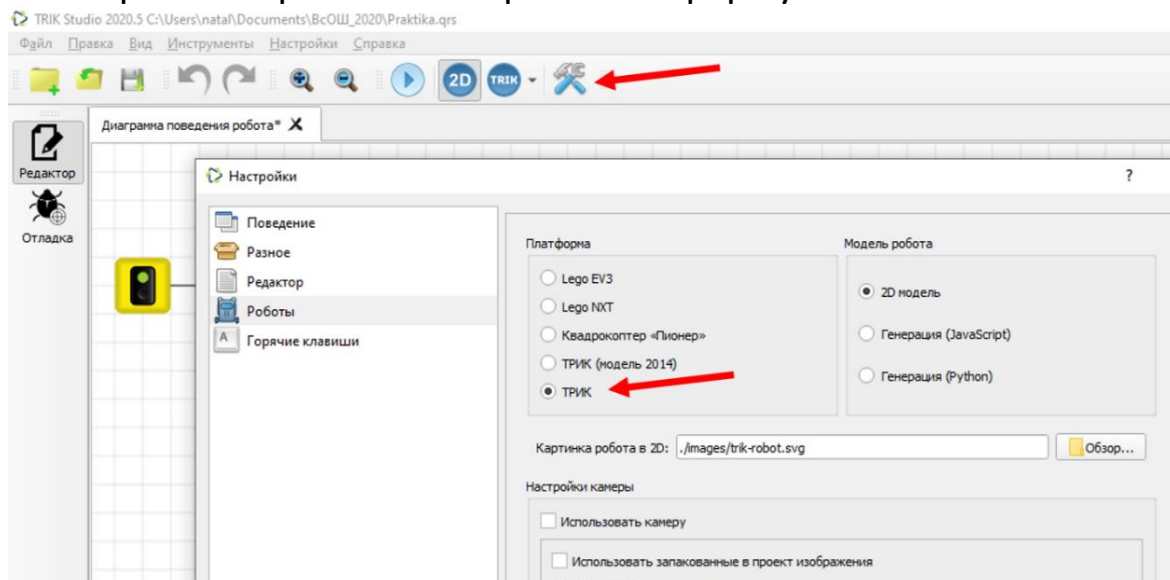 TRIK Studio 2020.5 C:\Users\natal\Documents\ВсОШ_2020\Praktika.qrs
Файл Правка Вид Инструменты Настройки Справка
2D TRIK
Диаграмма поведения робота* X
Редактор
Отладка
Настройки ?
Поведение
Разное
Редактор
Роботы
Горячие клавиши
Платформа
Lego EV3
Lego NXT
Квадрокоптер «Пионер»
ТРИК (модель 2014)
ТРИК
Модель робота
2D модель
Генерация (JavaScript)
Генерация (Python)
Картинка робота в 2D: ./images/trik-robot.svg Обзор...
Настройки камеры
Использовать камеру
Использовать запакованные в проект изображения